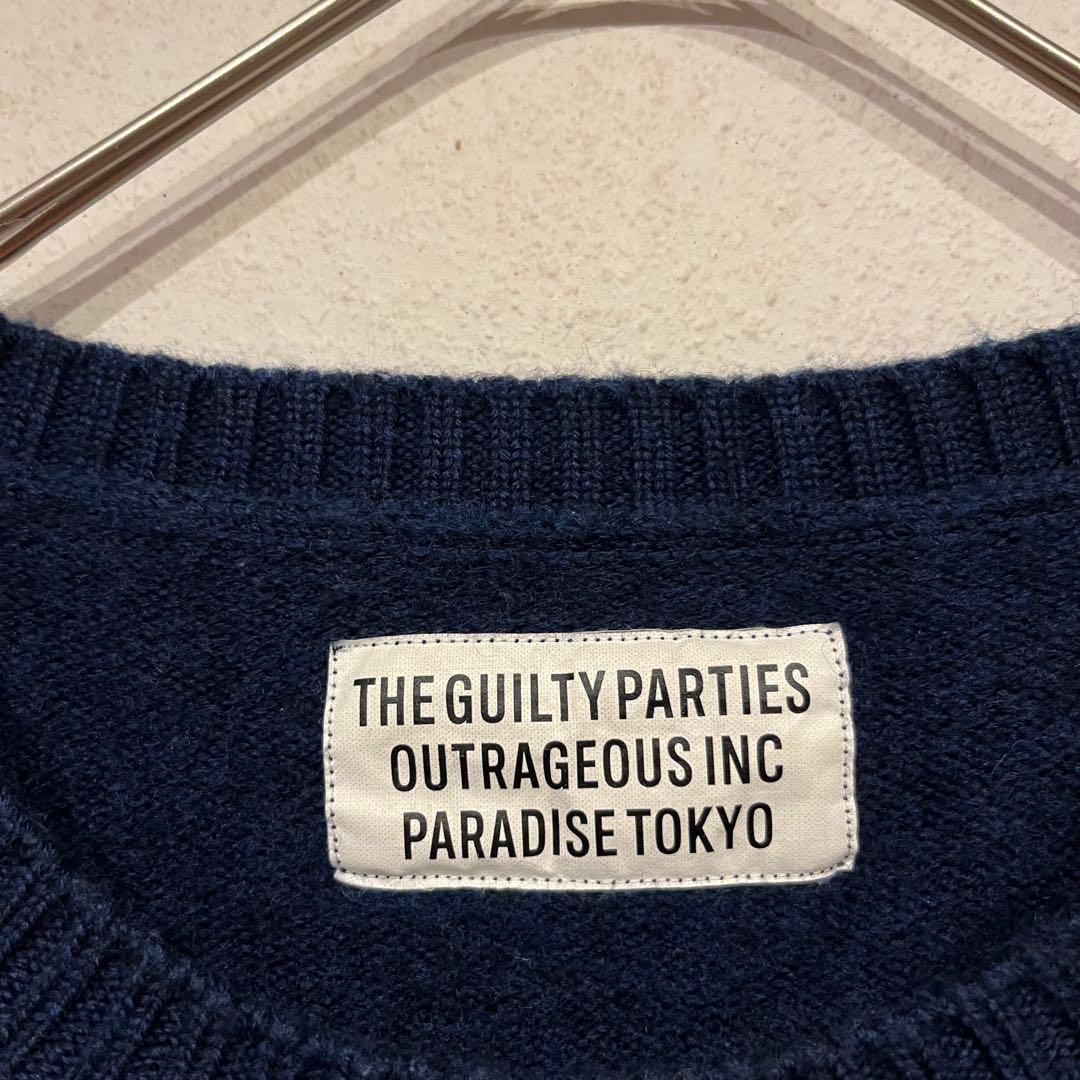 THE GUILTY PARTIES
OUTRAGEOUS INC
PARADISE TOKYO